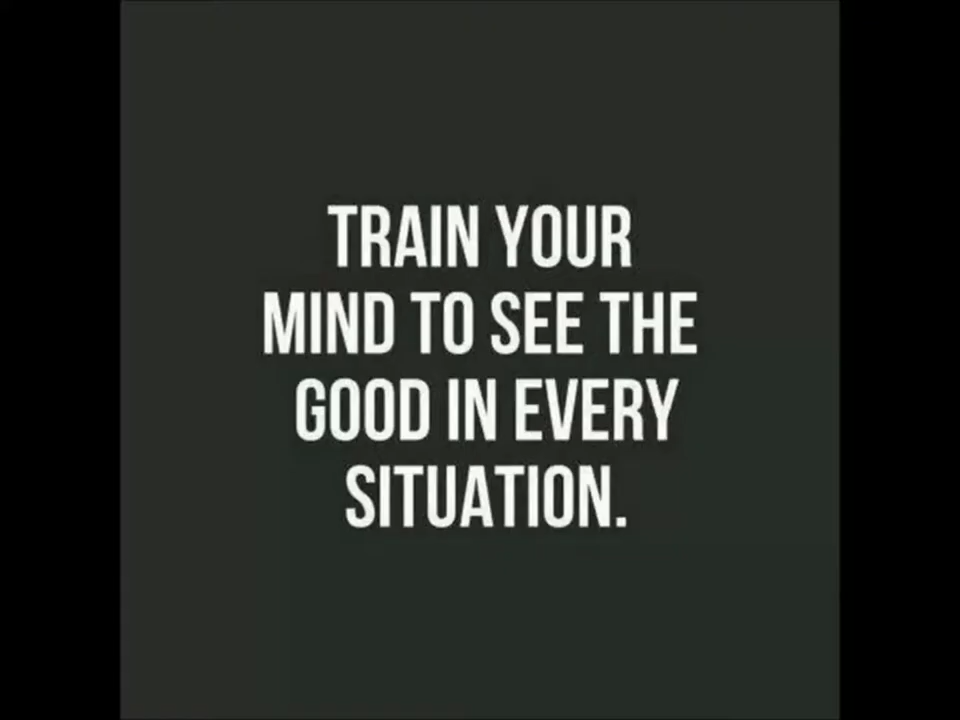 TRAIN YOUR
MIND TO SEE THE
GOOD IN EVERY
SITUATION.